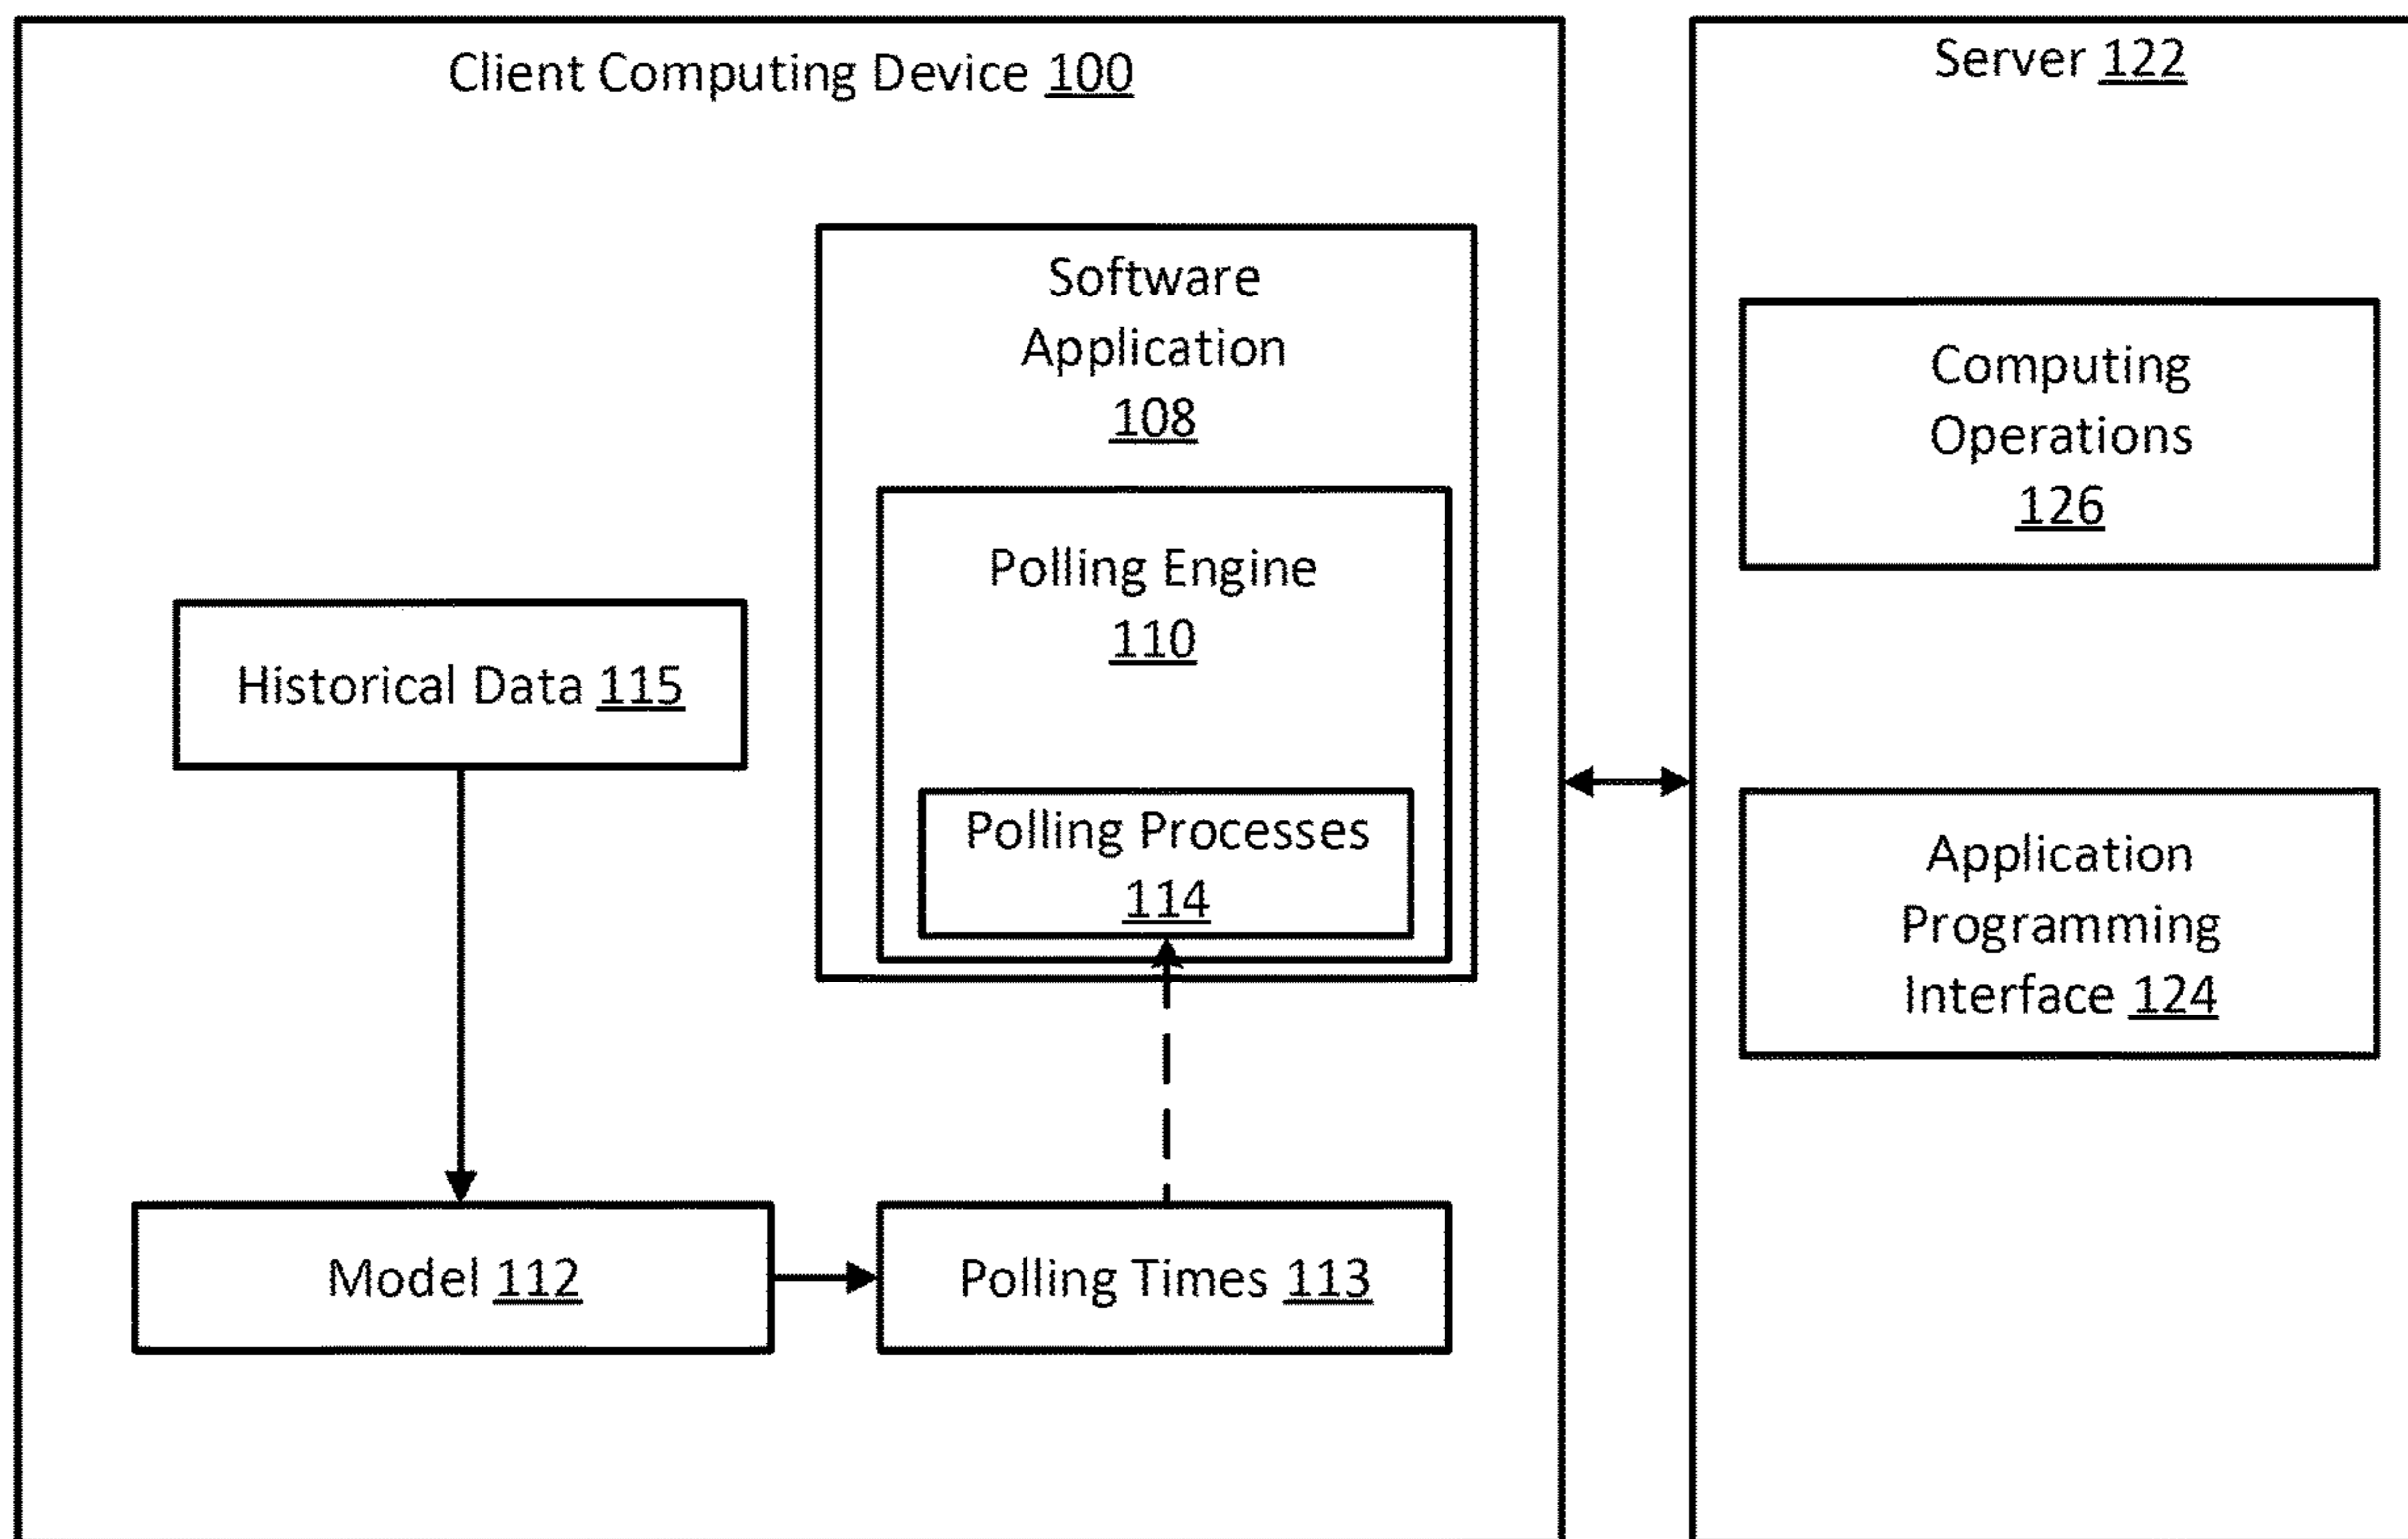 Client Computing Device 100
Software
Application
108
Polling Engine
110
Polling Processes
114
Historical Data 115
Model 112
Polling Times 113
Server 122
Computing
Operations
126
Application
Programming
Interface 124